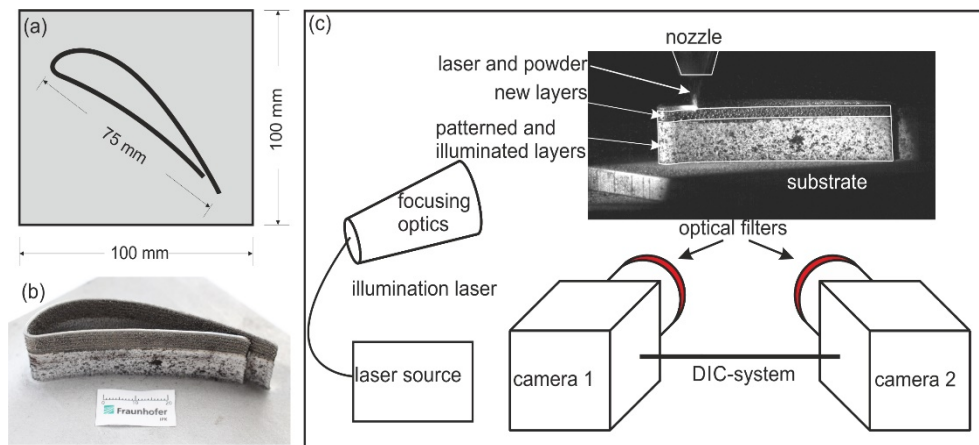 (a)
75 mm
100 mm
100 mm
(b)
Fraunhofer
(c)
nozzle
laser and powder
new layers
patterned and
illuminated layers
substrate
focusing
optics
optical filters
illumination laser
laser source
camera 1
DIC-system
camera 2